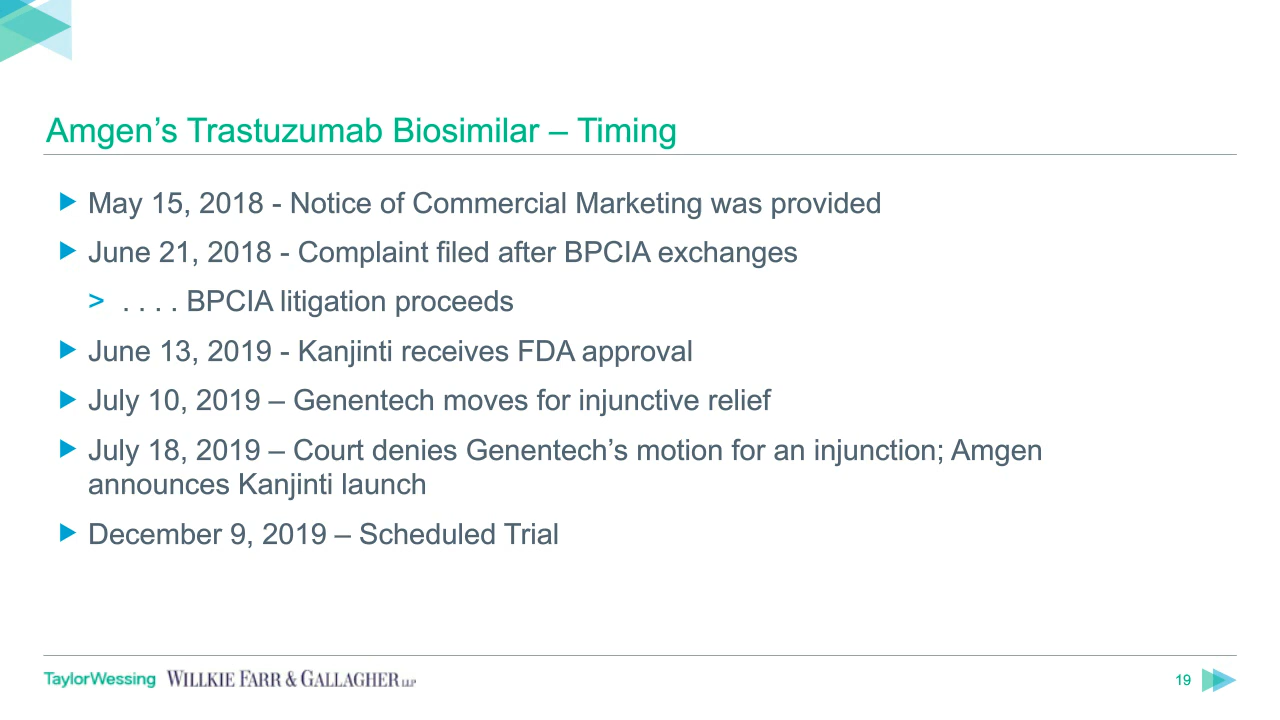 Amgen’s Trastuzumab Biosimilar – Timing
May 15, 2018 - Notice of Commercial Marketing was provided
June 21, 2018 - Complaint filed after BPCIA exchanges
> . . . . BPCIA litigation proceeds
June 13, 2019 - Kanjinti receives FDA approval
July 10, 2019 – Genentech moves for injunctive relief
July 18, 2019 – Court denies Genentech’s motion for an injunction; Amgen
announces Kanjinti launch
December 9, 2019 – Scheduled Trial
TaylorWessing WILLKIE FARR & GALLAGHER LLP
19